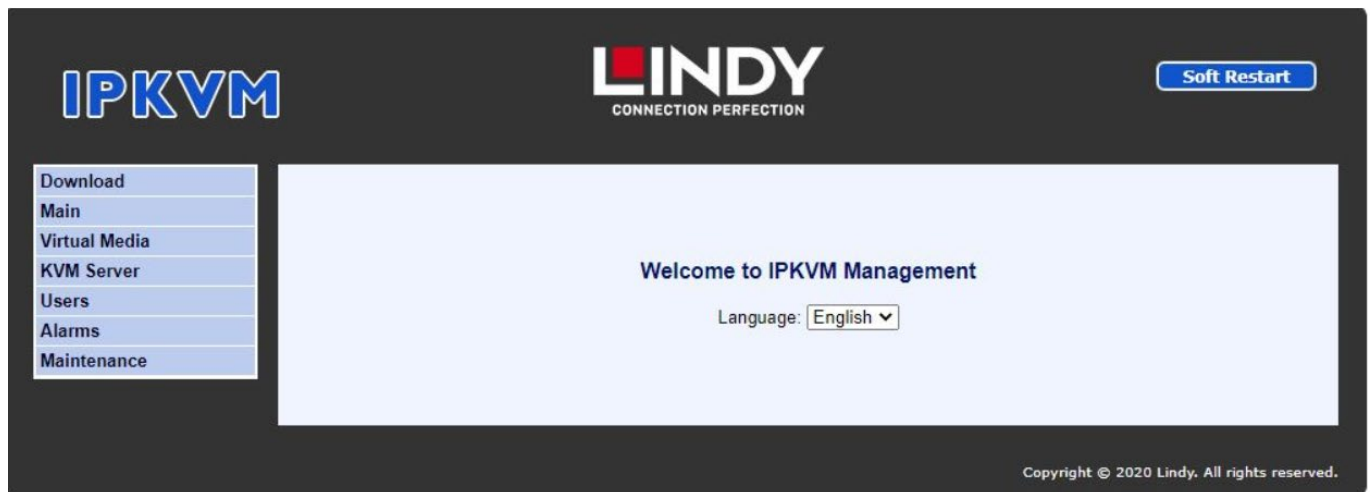 IPKVM
LINDY
CONNECTION PERFECTION
Soft Restart
Download
Main
Virtual Media
KVM Server
Users
Alarms
Maintenance
Welcome to IPKVM Management
Language: English
Copyright © 2020 Lindy. All rights reserved.